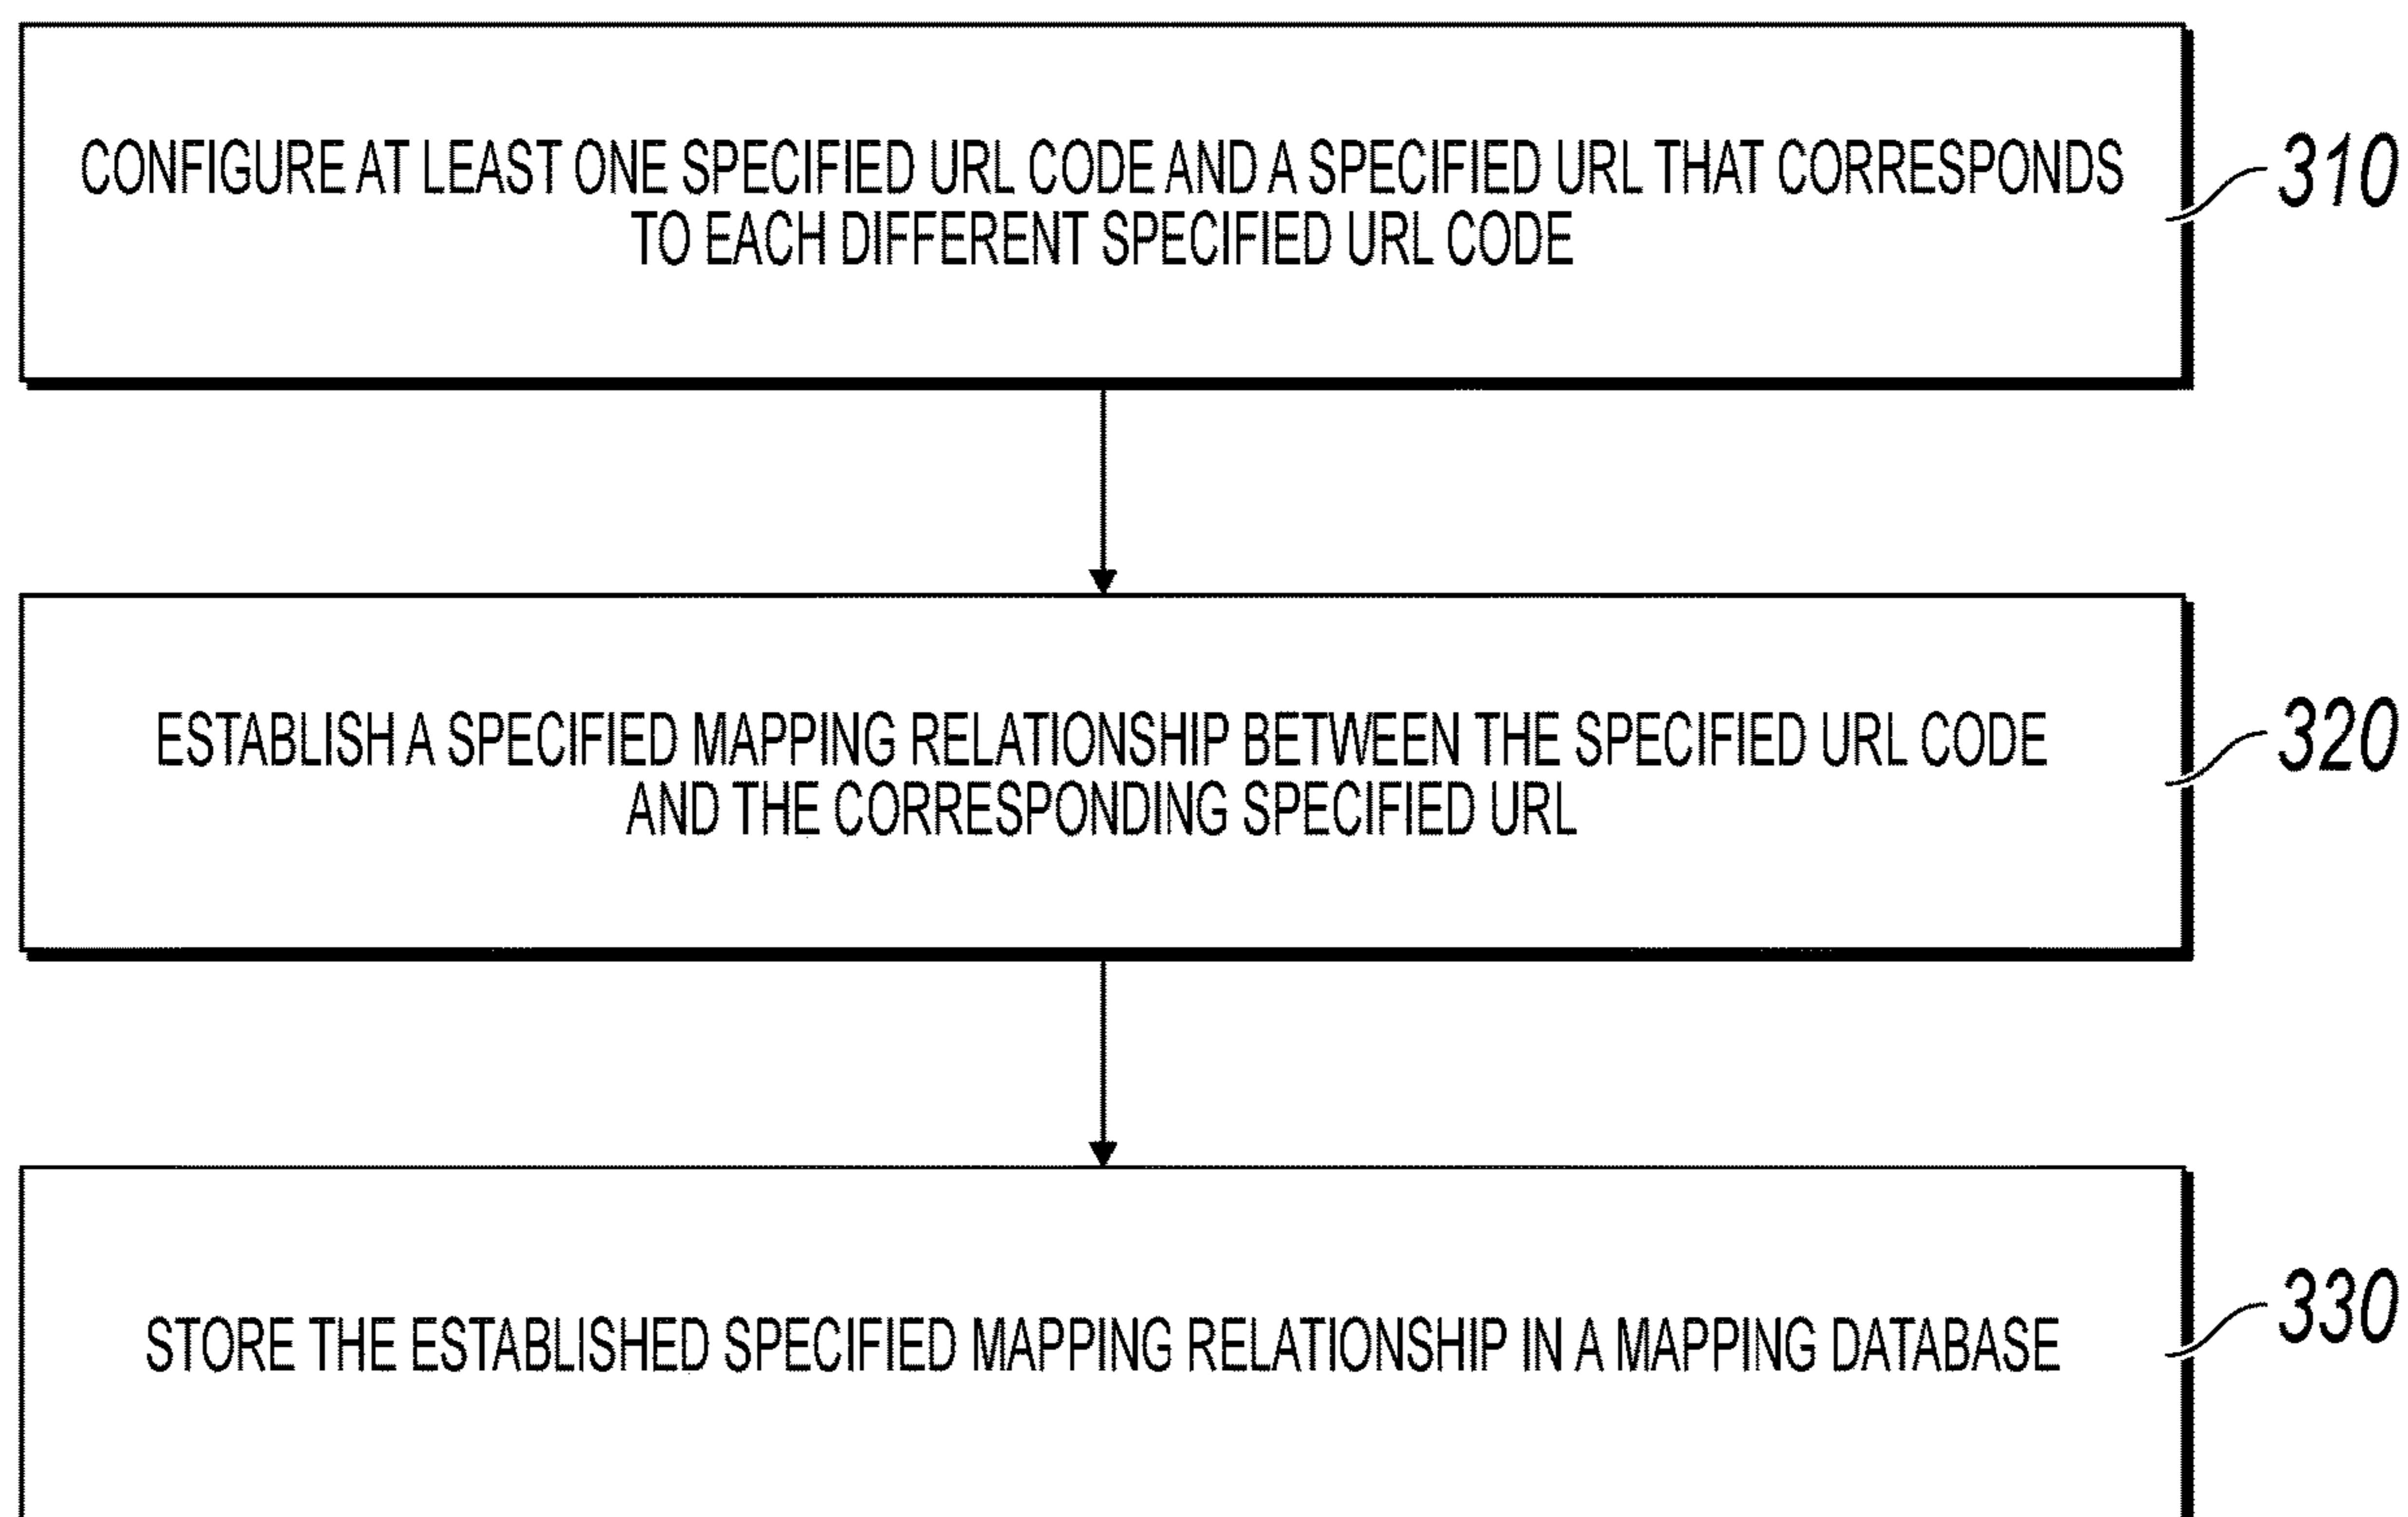 CONFIGURE AT LEAST ONE SPECIFIED URL CODE AND A SPECIFIED URL THAT CORRESPONDS
TO EACH DIFFERENT SPECIFIED URL CODE
310
ESTABLISH A SPECIFIED MAPPING RELATIONSHIP BETWEEN THE SPECIFIED URL CODE
AND THE CORRESPONDING SPECIFIED URL
320
STORE THE ESTABLISHED SPECIFIED MAPPING RELATIONSHIP IN A MAPPING DATABASE
330